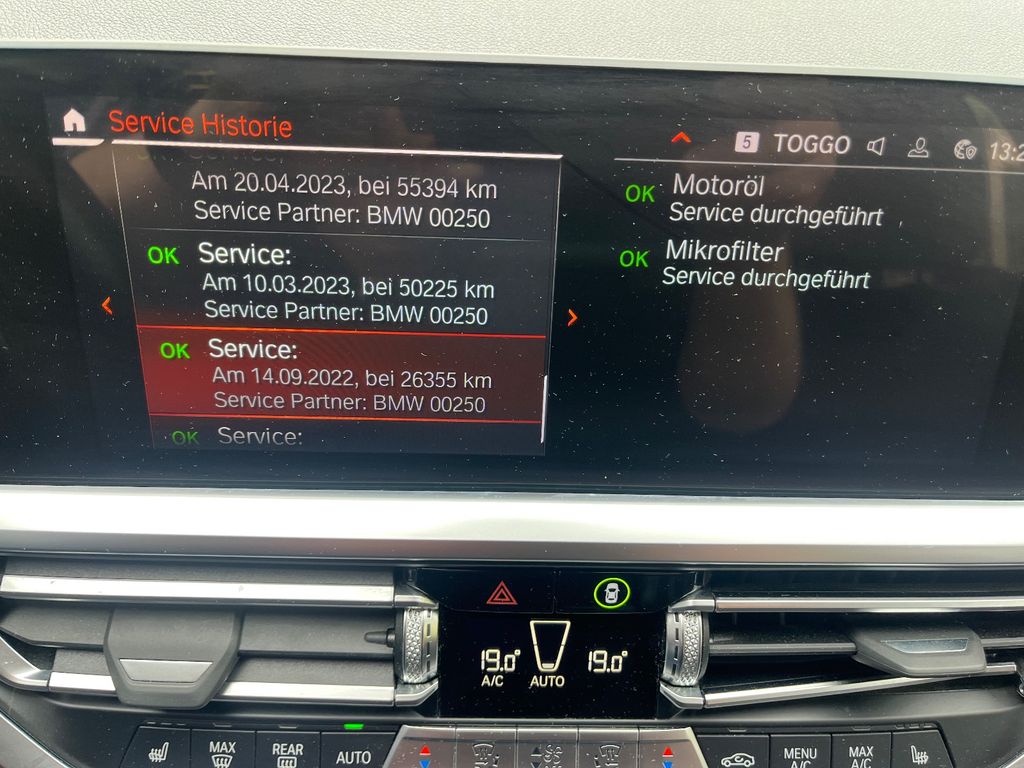 Service Historie
5 TOGGO 13:2
Am 20.04.2023, bei 55394 km
Service Partner: BMW 00250
OK Service:
Am 10.03.2023, bei 50225 km
Service Partner: BMW 00250
OK Service:
Am 14.09.2022, bei 26355 km
Service Partner: BMW 00250
OK Service:
OK Motoröl
Service durchgeführt
OK Mikrofilter
Service durchgeführt
19.0° 19.0°
A/C AUTO
MAX
REAR
AUTO
MENU
A/C
MAX
A/C